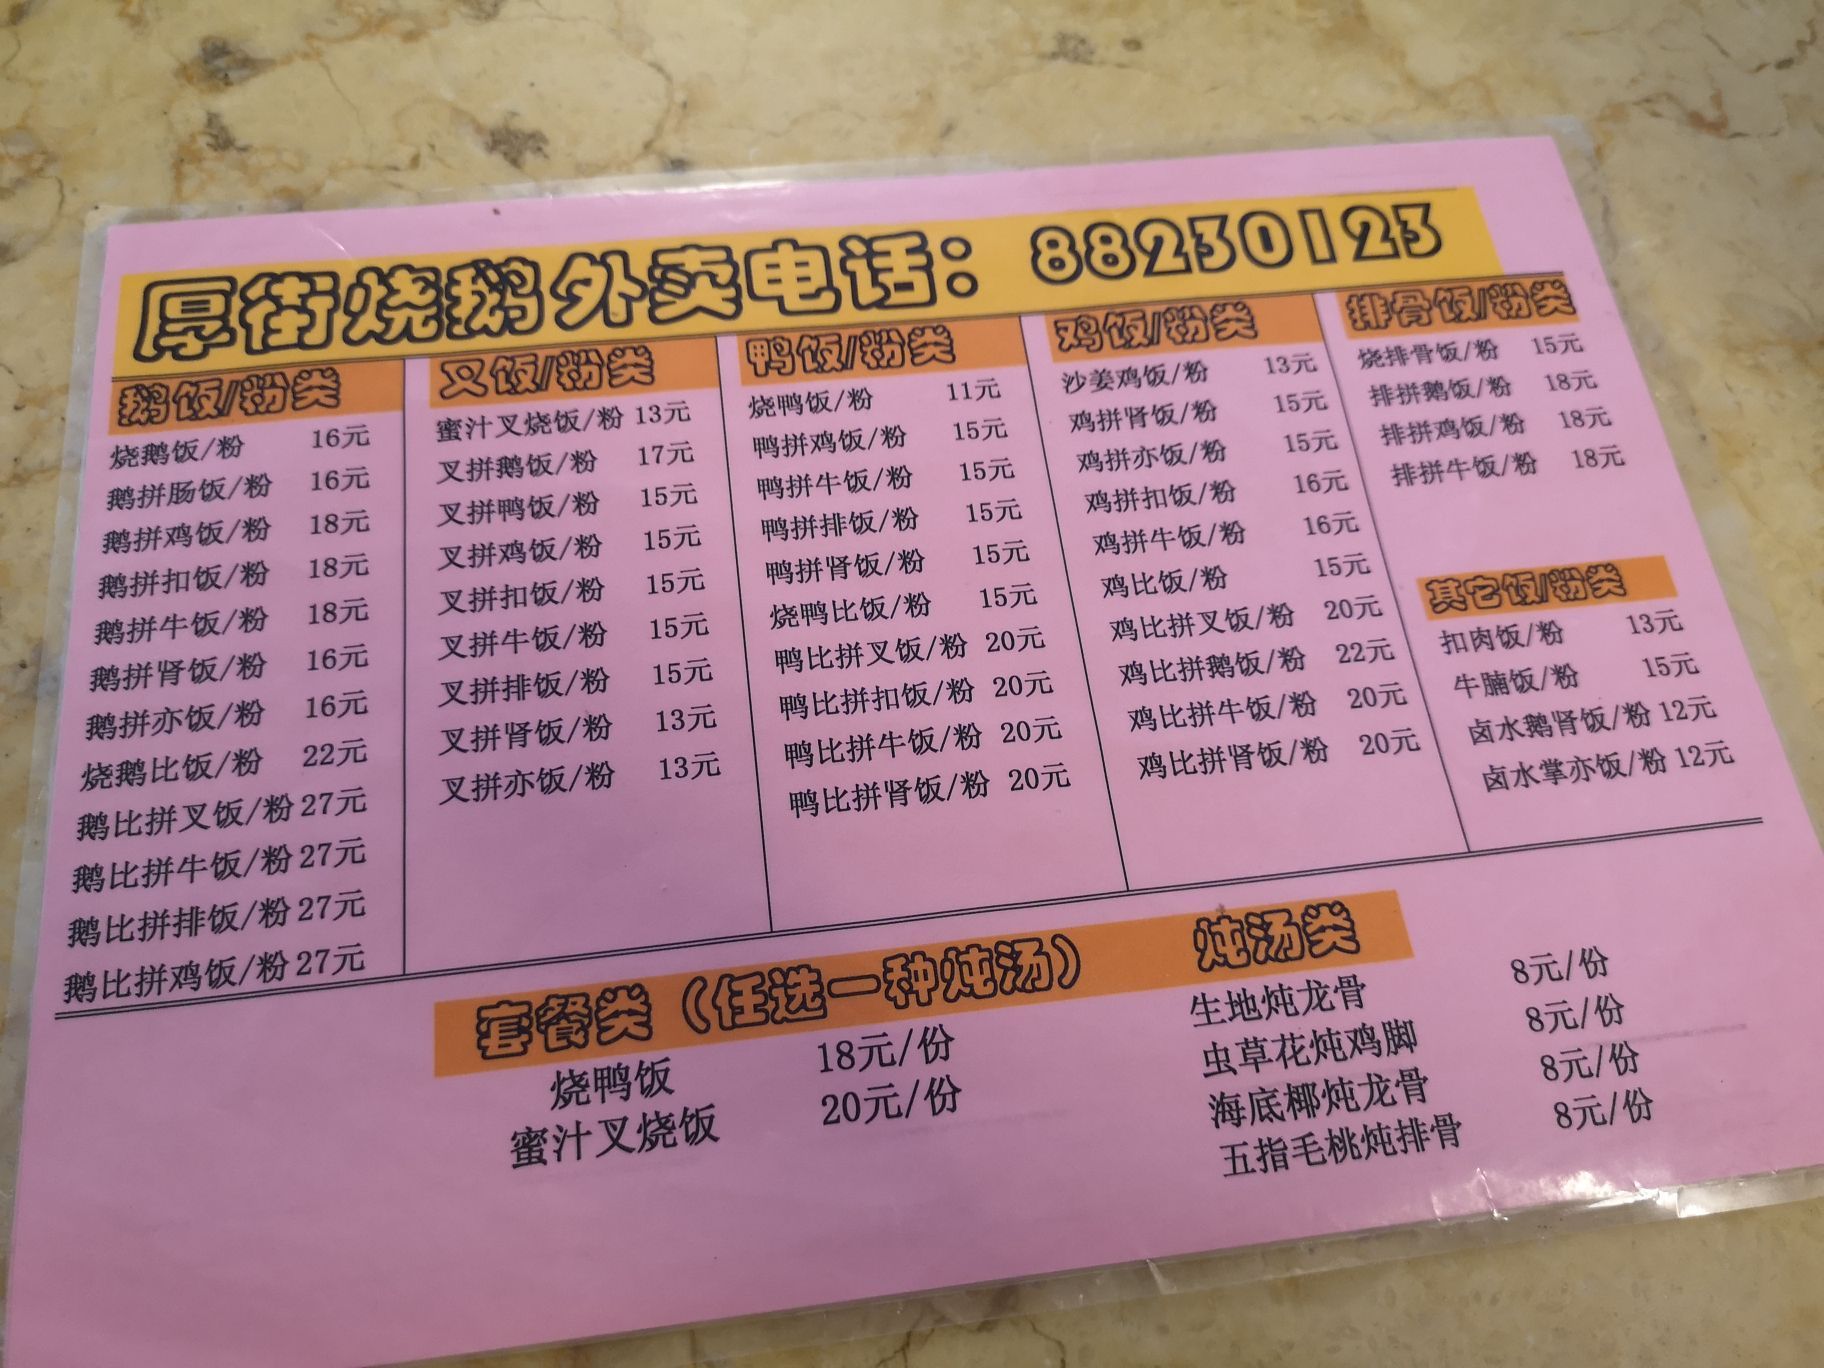 厚街烧鹅外卖电话：88230123
鹅饭/粉类
烧鹅饭/粉 16元
鹅拼肠饭/粉 16元
鹅拼鸡饭/粉 18元
鹅拼扣饭/粉 18元
鹅拼牛饭/粉 18元
鹅拼肾饭/粉 16元
鹅拼亦饭/粉 16元
烧鹅比饭/粉 22元
鹅比拼叉饭/粉 27元
鹅比拼牛饭/粉 27元
鹅比拼排饭/粉 27元
鹅比拼鸡饭/粉 27元
叉饭/粉类
蜜汁叉烧饭/粉 13元
叉拼鹅饭/粉 17元
叉拼鸭饭/粉 15元
叉拼鸡饭/粉 15元
叉拼扣饭/粉 15元
叉拼牛饭/粉 15元
叉拼排饭/粉 15元
叉拼肾饭/粉 13元
叉拼亦饭/粉 13元
鸭饭/粉类
烧鸭饭/粉 11元
鸭拼鸡饭/粉 15元
鸭拼牛饭/粉 15元
鸭拼排饭/粉 15元
鸭拼肾饭/粉 15元
烧鸭比饭/粉 15元
鸭比拼叉饭/粉 20元
鸭比拼扣饭/粉 20元
鸭比拼牛饭/粉 20元
鸭比拼肾饭/粉 20元
鸡饭/粉类
沙姜鸡饭/粉 13元
鸡拼肾饭/粉 15元
鸡拼亦饭/粉 15元
鸡拼扣饭/粉 16元
鸡拼牛饭/粉 16元
鸡比饭/粉 15元
鸡比拼叉饭/粉 20元
鸡比拼鹅饭/粉 22元
鸡比拼牛饭/粉 20元
鸡比拼肾饭/粉 20元
排骨饭/粉类
烧排骨饭/粉 15元
排拼鹅饭/粉 18元
排拼鸡饭/粉 18元
排拼牛饭/粉 18元
其它饭/粉类
扣肉饭/粉 13元
牛腩饭/粉 15元
卤水鹅肾饭/粉 12元
卤水掌亦饭/粉 12元
套餐类（任选一种炖汤）
烧鸭饭 18元/份
蜜汁叉烧饭 20元/份
炖汤类
生地炖龙骨 8元/份
虫草花炖鸡脚 8元/份
海底椰炖龙骨 8元/份
五指毛桃炖排骨 8元/份